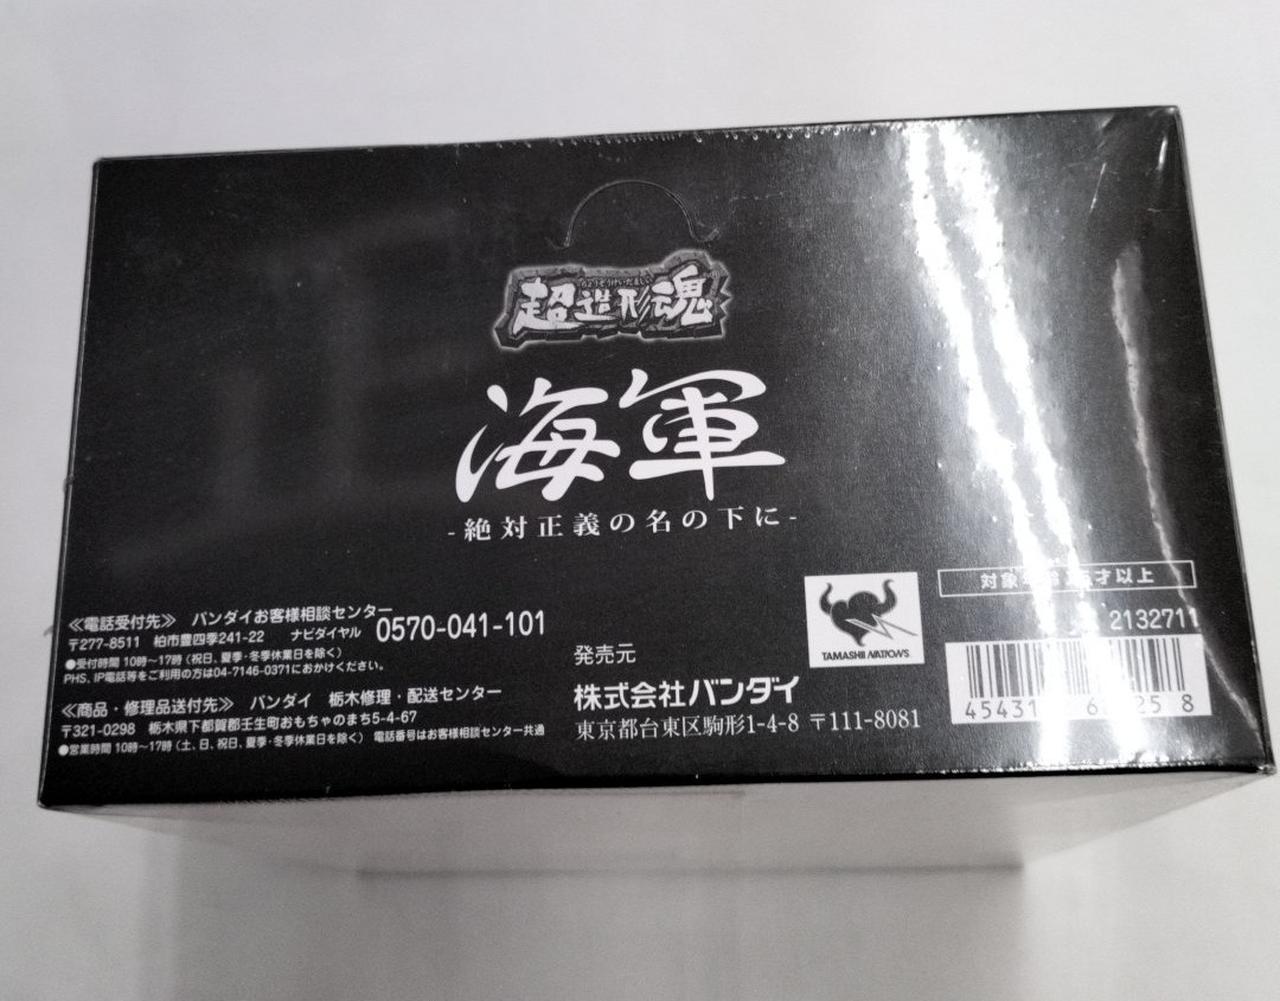 ちょうぞうけいだましい
超造形魂
海軍
-絶対正義の名の下に-
≪電話受付先≫ バンダイお客様相談センター
〒277-8511 柏市豊四季241-22 ナビダイヤル 0570-041-101
●受付時間 10時～17時(祝日、夏季・冬季休業日を除く)
PHS、IP電話等をご利用の方は04-7146-0371におかけください。
≪商品・修理品送付先≫ バンダイ 栃木修理・配送センター
〒321-0298 栃木県下都賀郡壬生町おもちゃのまち5-4-67
●営業時間 10時～17時(土、日、祝日、夏季・冬季休業日を除く) 電話番号はお客様相談センター共通
発売元
株式会社バンダイ
東京都台東区駒形1-4-8 〒111-8081
TAMASHII NATIONS
対象 才以上
2132711
45431 6 25 8